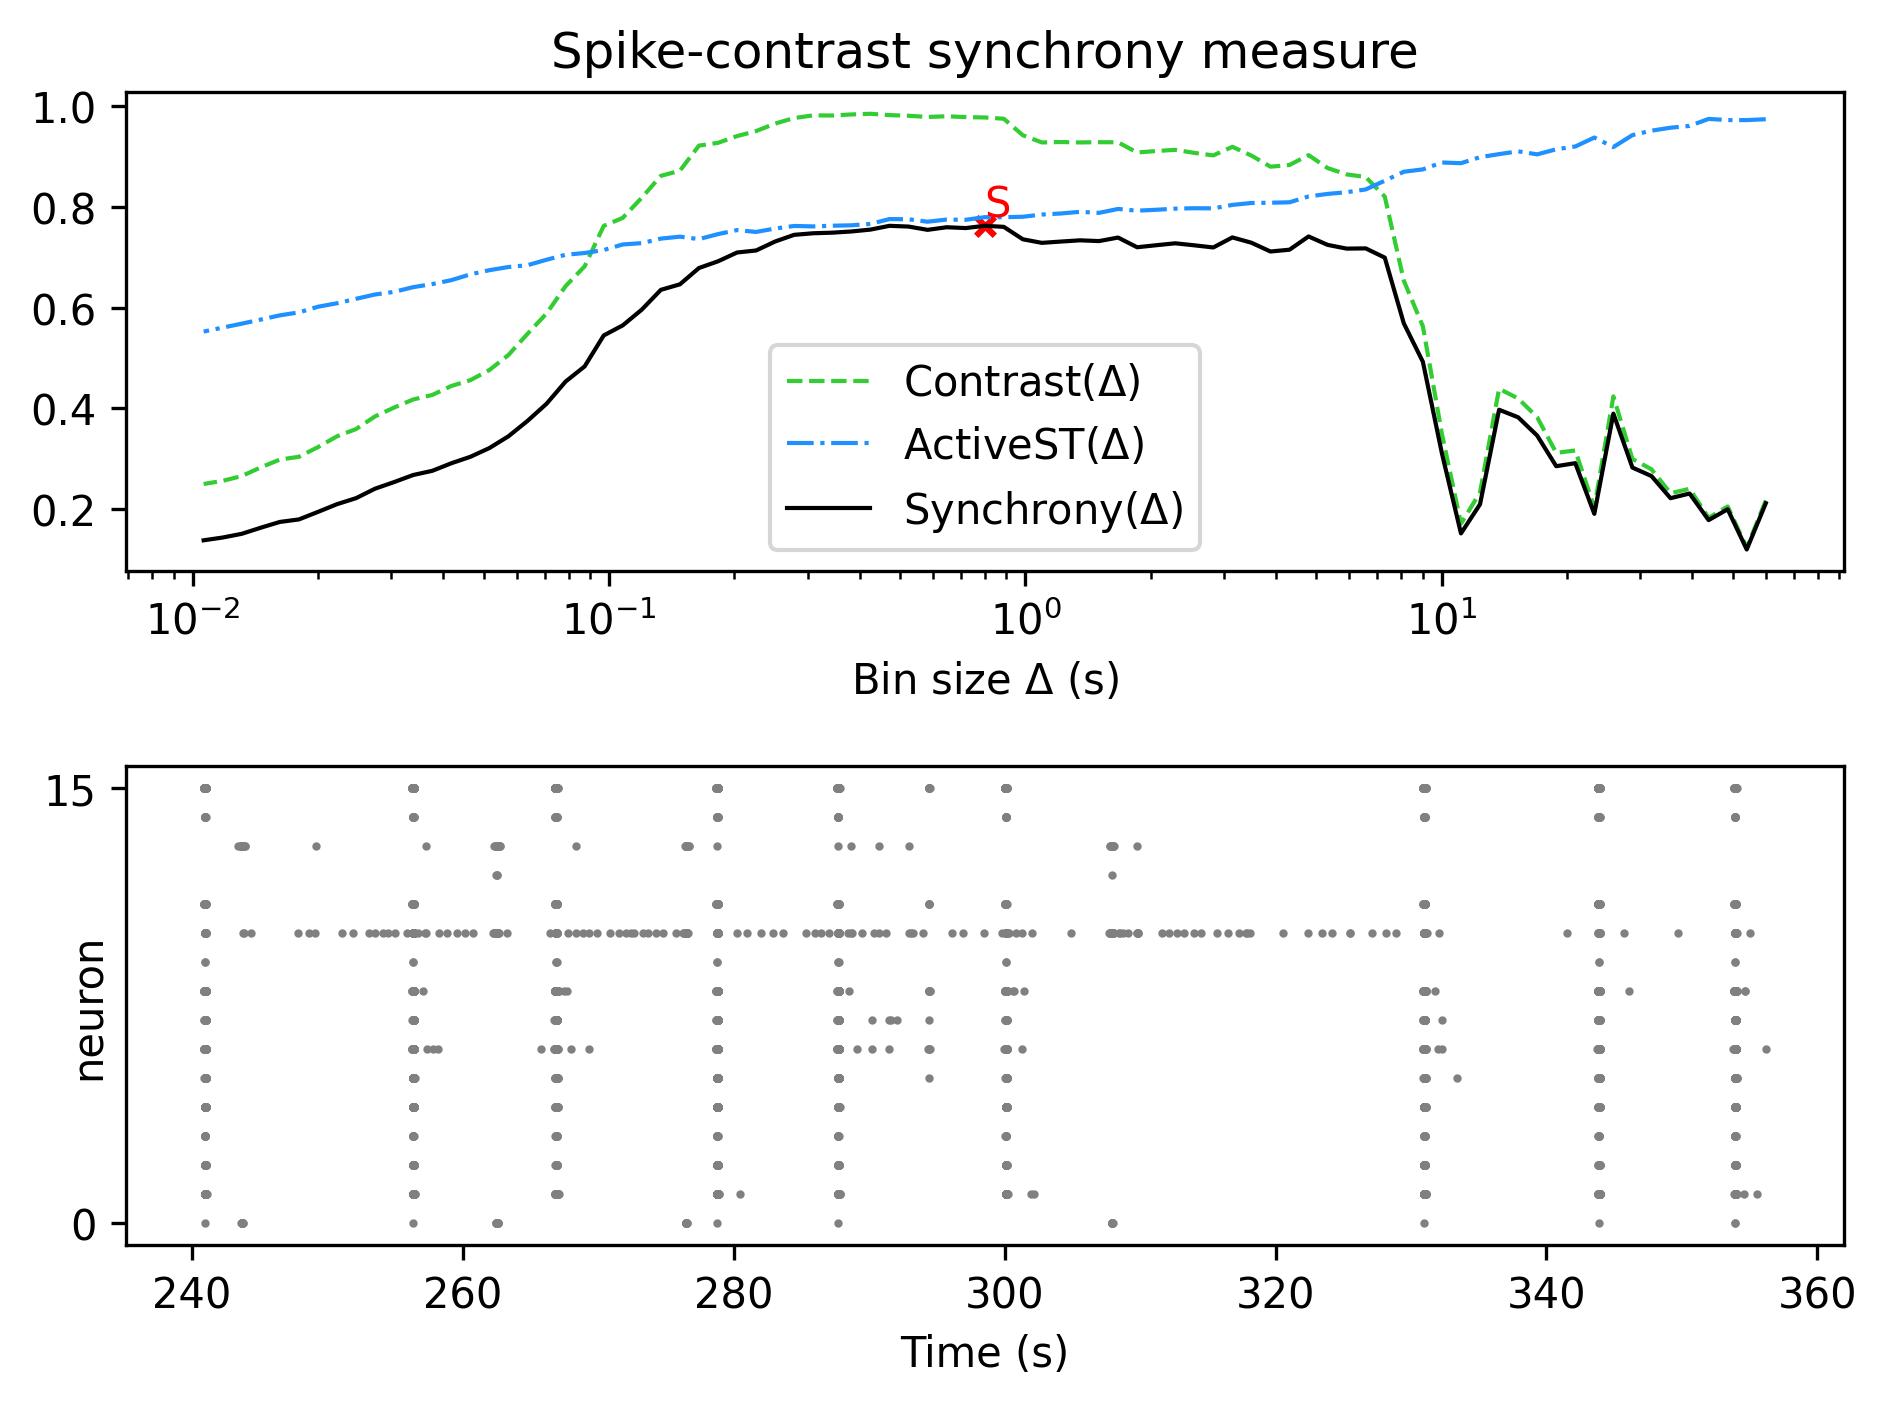 Spike-contrast synchrony measure
1.0
0.8
0.6
0.4
0.2
S
Contrast(Δ)
ActiveST(Δ)
Synchrony(Δ)
10⁻² 10⁻¹ 10⁰ 10¹
Bin size Δ (s)
15
0
neuron
240 260 280 300 320 340 360
Time (s)